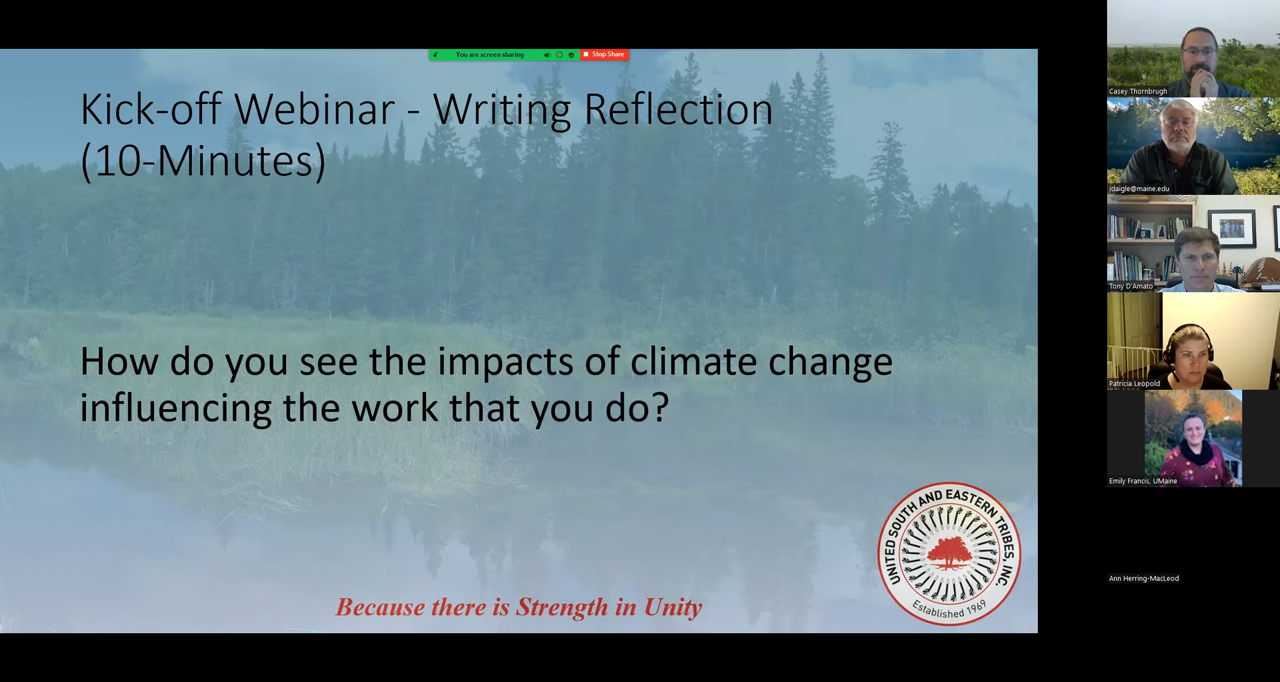 You are screen sharing
Stop Share
Kick-off Webinar - Writing Reflection
(10-Minutes)
How do you see the impacts of climate change
influencing the work that you do?
UNITED SOUTH AND EASTERN TRIBES, INC.
Established 1969
Because there is Strength in Unity
Casey Thornbrugh
jdaigle@maine.edu
Tony D'Amato
Patricia Leopold
Emily Francis, UMaine
Ann Herring-MacLeod